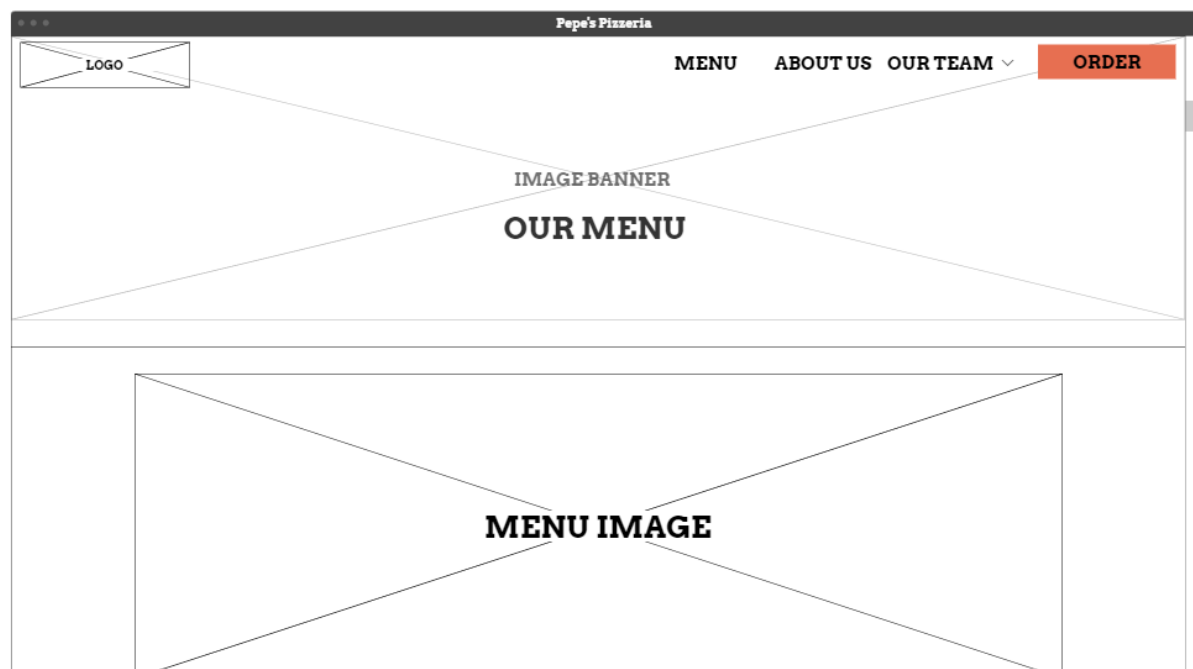 Pepe's Pizzeria
LOGO MENU ABOUT US OUR TEAM ORDER
IMAGE BANNER
OUR MENU
MENU IMAGE